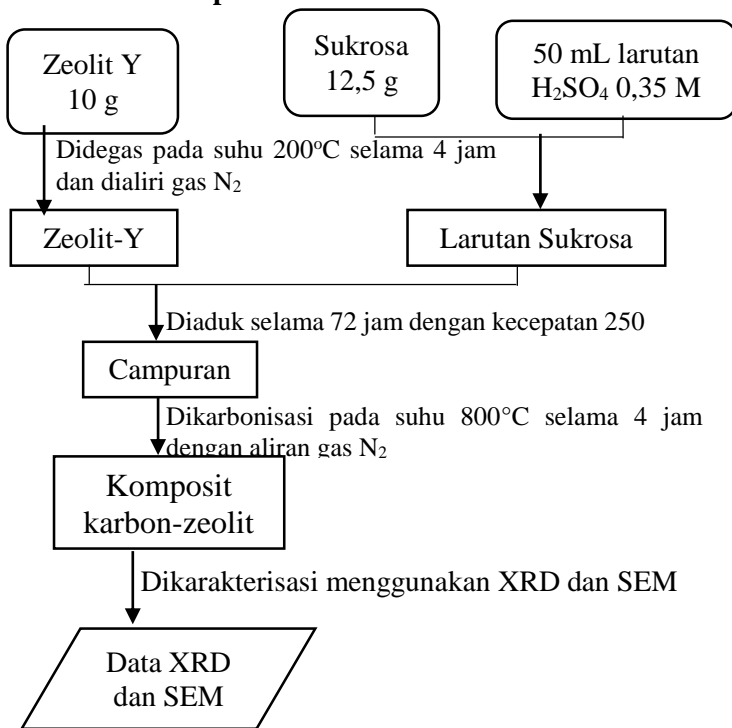 Zeolit Y
10 g
Sukrosa
12,5 g
50 mL larutan
H₂SO₄ 0,35 M
Didegas pada suhu 200°C selama 4 jam
dan dialiri gas N₂
Zeolit-Y
Larutan Sukrosa
Diaduk selama 72 jam dengan kecepatan 250
Campuran
Dikarbonisasi pada suhu 800°C selama 4 jam
dengan aliran gas N₂
Komposit
karbon-zeolit
Dikarakterisasi menggunakan XRD dan SEM
Data XRD
dan SEM